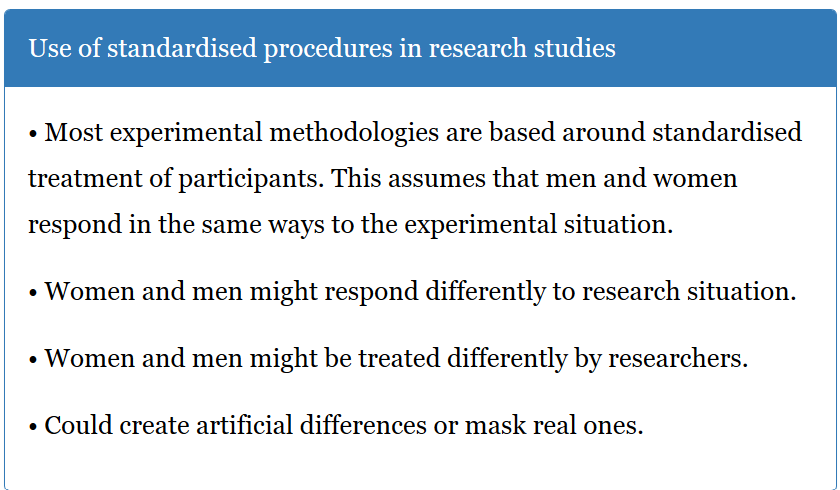 Use of standardised procedures in research studies
• Most experimental methodologies are based around standardised
treatment of participants. This assumes that men and women
respond in the same ways to the experimental situation.
• Women and men might respond differently to research situation.
• Women and men might be treated differently by researchers.
• Could create artificial differences or mask real ones.